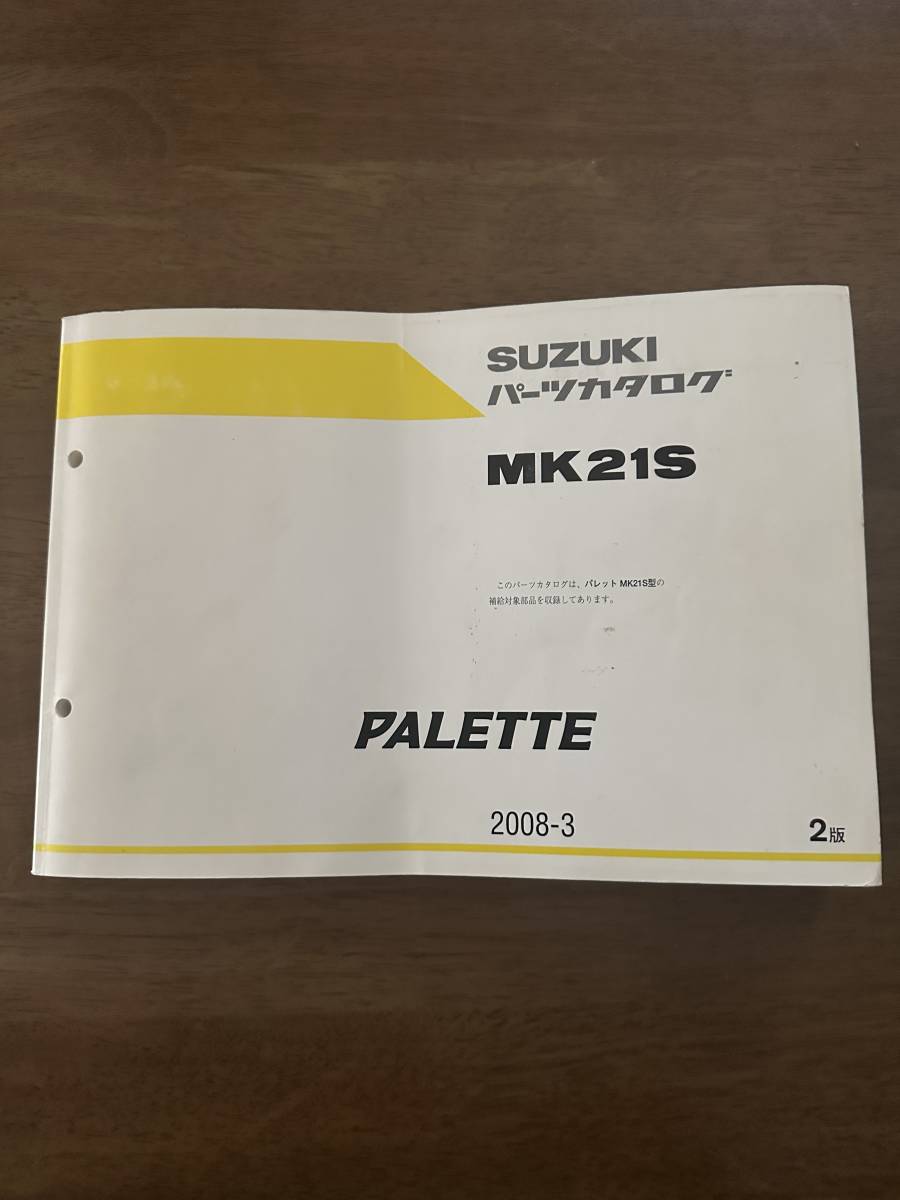 SUZUKI
パーツカタログ
MK21S
このパーツカタログは、パレット MK21S型の
補給対象部品を収録してあります。
PALETTE
2008-3
2版